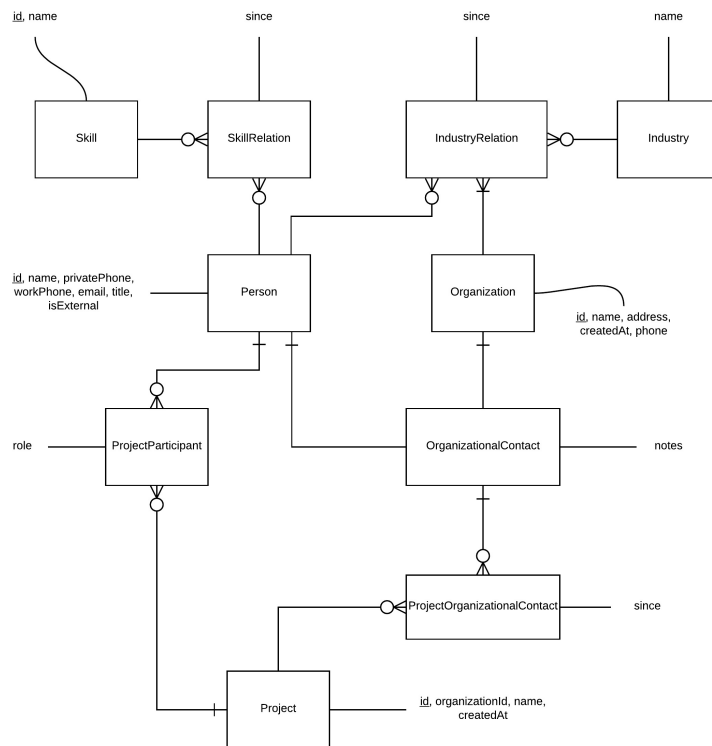 id, name
since
since
name
Skill
SkillRelation
IndustryRelation
Industry
id, name, privatePhone,
workPhone, email, title,
isExternal
Person
Organization
id, name, address,
createdAt, phone
role
ProjectParticipant
OrganizationalContact
notes
ProjectOrganizationalContact
since
Project
id, organizationId, name,
createdAt